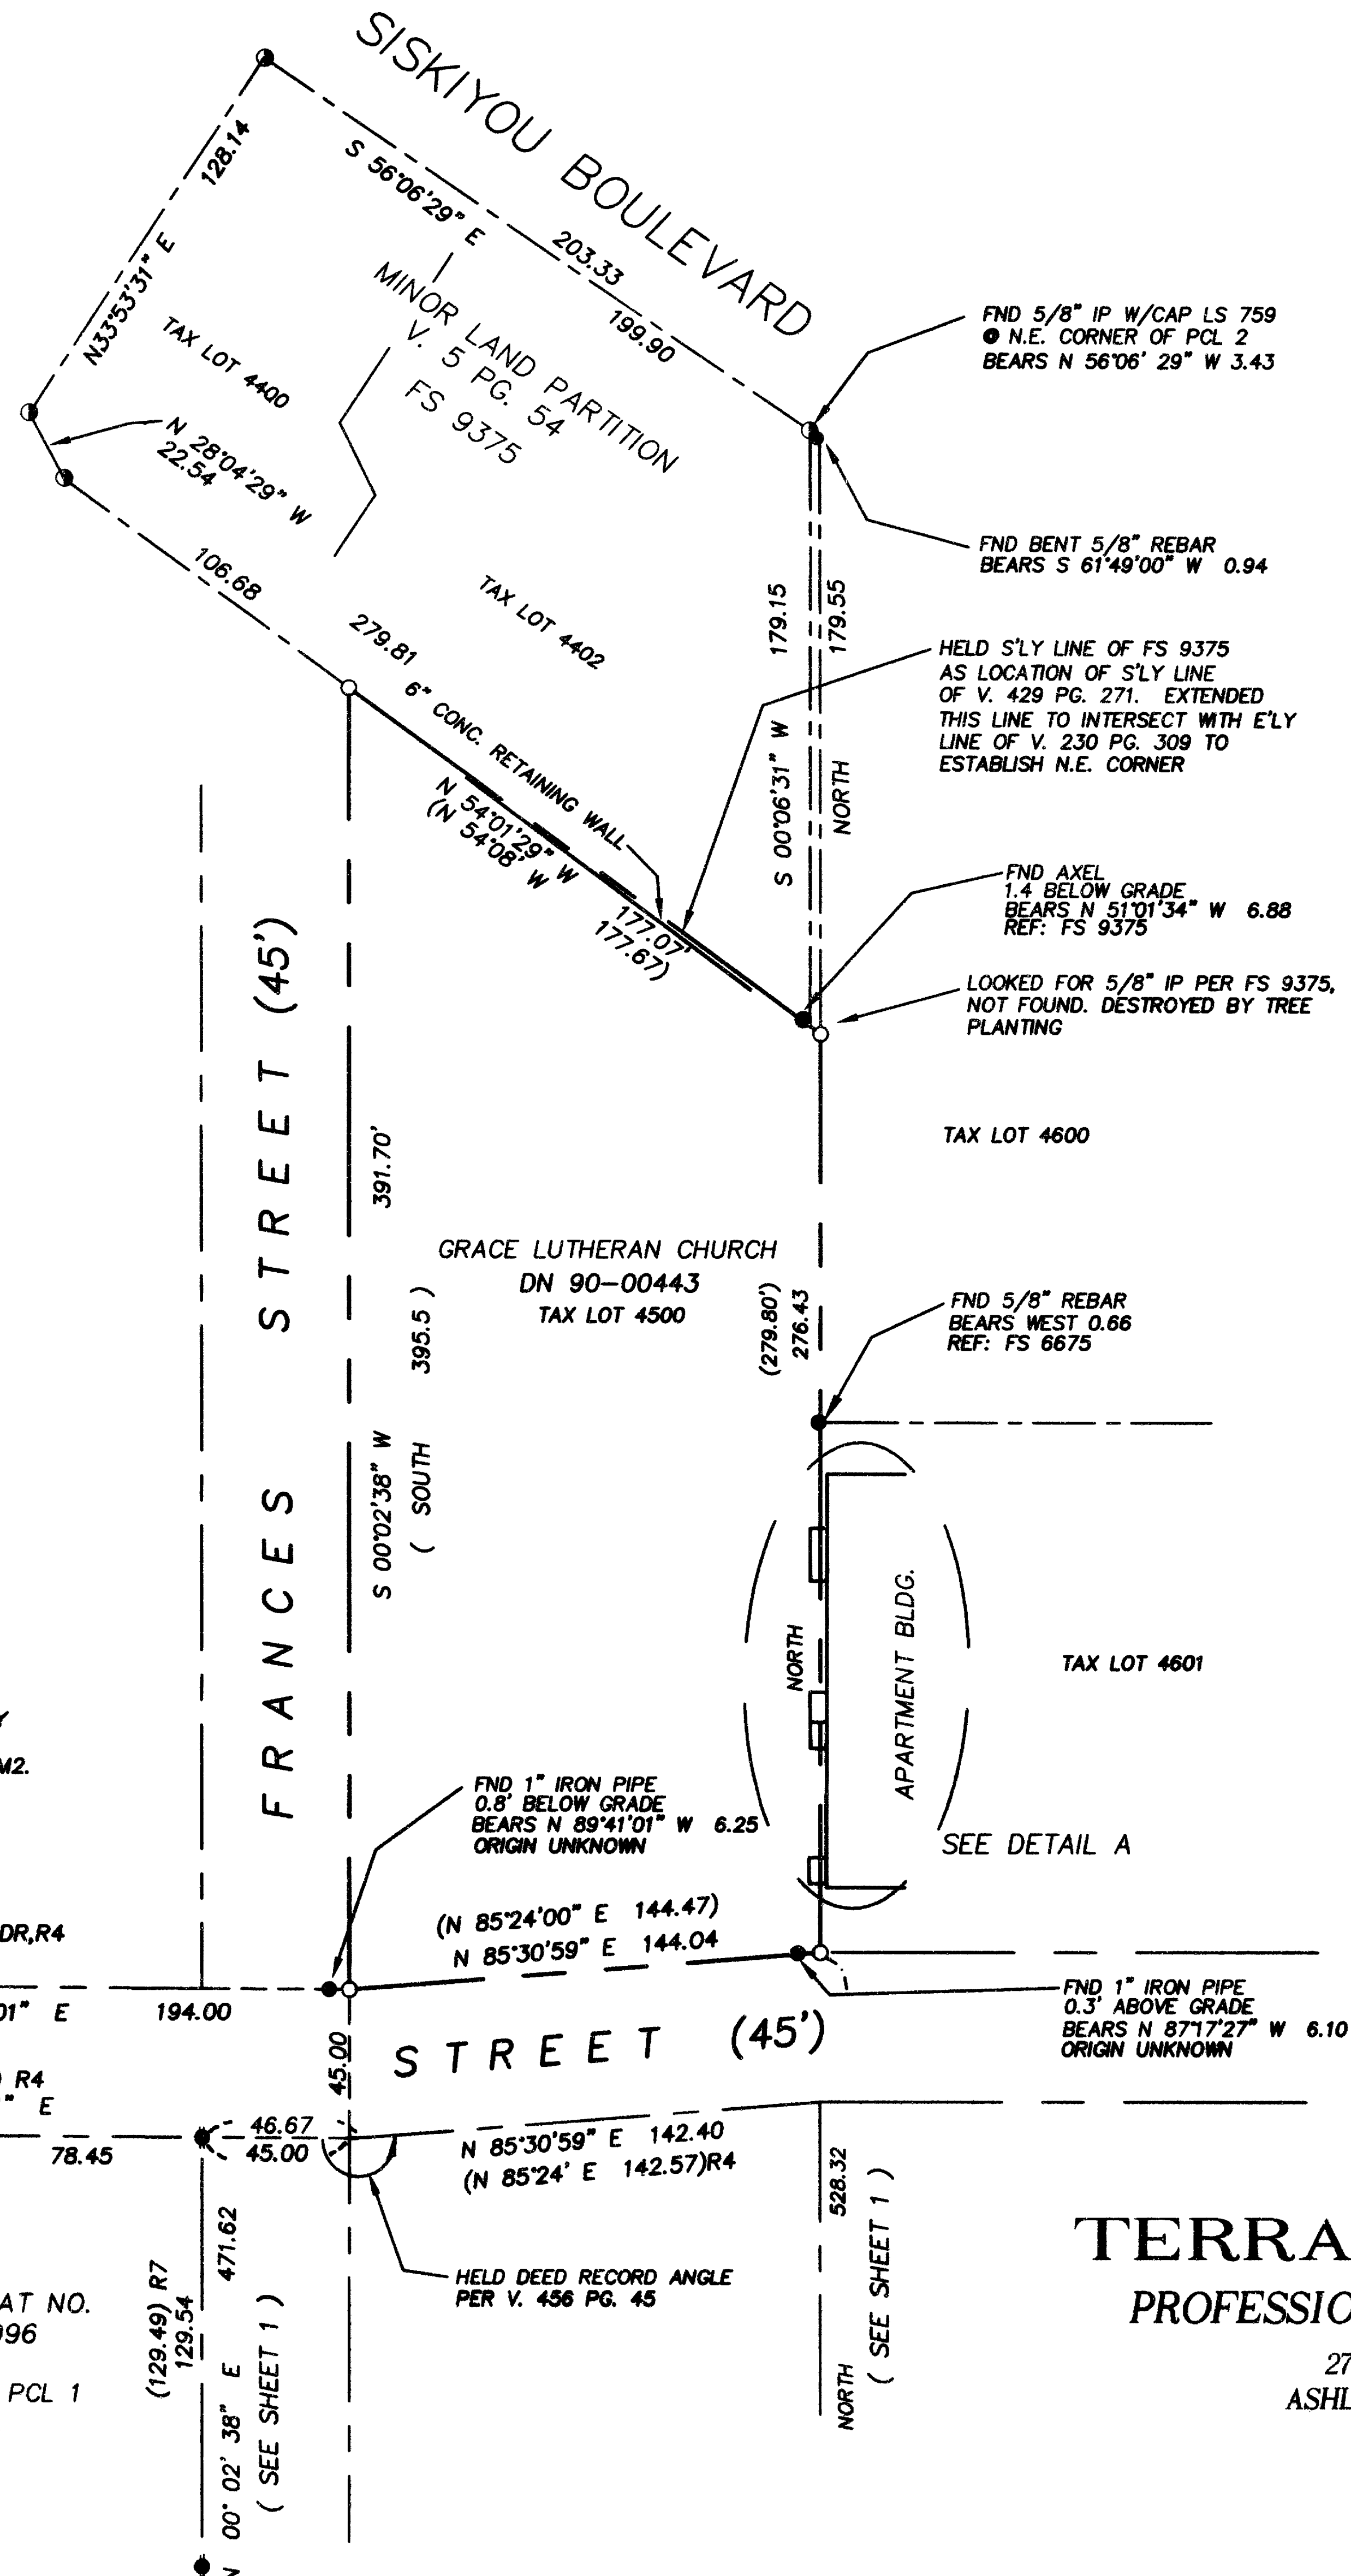 SISKIYOU BOULEVARD
128.14
N33°53'31" E
S 56°06'29" E
203.33
199.90
MINOR LAND PARTITION
V. 5 PG. 54
FS 9375
TAX LOT 4400
N 28°04'29" W
22.54
FND 5/8" IP W/CAP LS 759
@ N.E. CORNER OF PCL 2
BEARS N 56°06' 29" W 3.43
FND BENT 5/8" REBAR
BEARS S 61°49'00" W 0.94
106.68
279.81
TAX LOT 4402
6" CONC. RETAINING WALL
N 54°01'29" W
(N 54°08' W
177.07'
177.67)
179.15
S 00°06'31" W
179.55
NORTH
HELD S'LY LINE OF FS 9375
AS LOCATION OF S'LY LINE
OF V. 429 PG. 271. EXTENDED
THIS LINE TO INTERSECT WITH E'LY
LINE OF V. 230 PG. 309 TO
ESTABLISH N.E. CORNER
FND AXEL
1.4 BELOW GRADE
BEARS N 51°01'34" W 6.88
REF: FS 9375
LOOKED FOR 5/8" IP PER FS 9375,
NOT FOUND. DESTROYED BY TREE
PLANTING
FRANCES STREET (45')
391.70'
S 00°02'38" W
( SOUTH 395.5 )
GRACE LUTHERAN CHURCH
DN 90-00443
TAX LOT 4500
TAX LOT 4600
(279.80')
276.43
NORTH
FND 5/8" REBAR
BEARS WEST 0.66
REF: FS 6675
APARTMENT BLDG.
TAX LOT 4601
SEE DETAIL A
Y
M2.
FND 1" IRON PIPE
0.8' BELOW GRADE
BEARS N 89°41'01" W 6.25
ORIGIN UNKNOWN
DR,R4
(N 85°24'00" E 144.47)
N 85°30'59" E 144.04
FND 1" IRON PIPE
0.3' ABOVE GRADE
BEARS N 87°17'27" W 6.10
ORIGIN UNKNOWN
01" E 194.00
45.00
STREET (45')
R4
" E
78.45
46.67
45.00
N 85°30'59" E 142.40
(N 85°24' E 142.57)R4
HELD DEED RECORD ANGLE
PER V. 456 PG. 45
528.32
NORTH
( SEE SHEET 1 )
471.62
(129.49) R7
129.54
N 00° 02' 38" E
( SEE SHEET 1 )
AT NO.
996
PCL 1
TERRA
PROFESSIO
27
ASHL